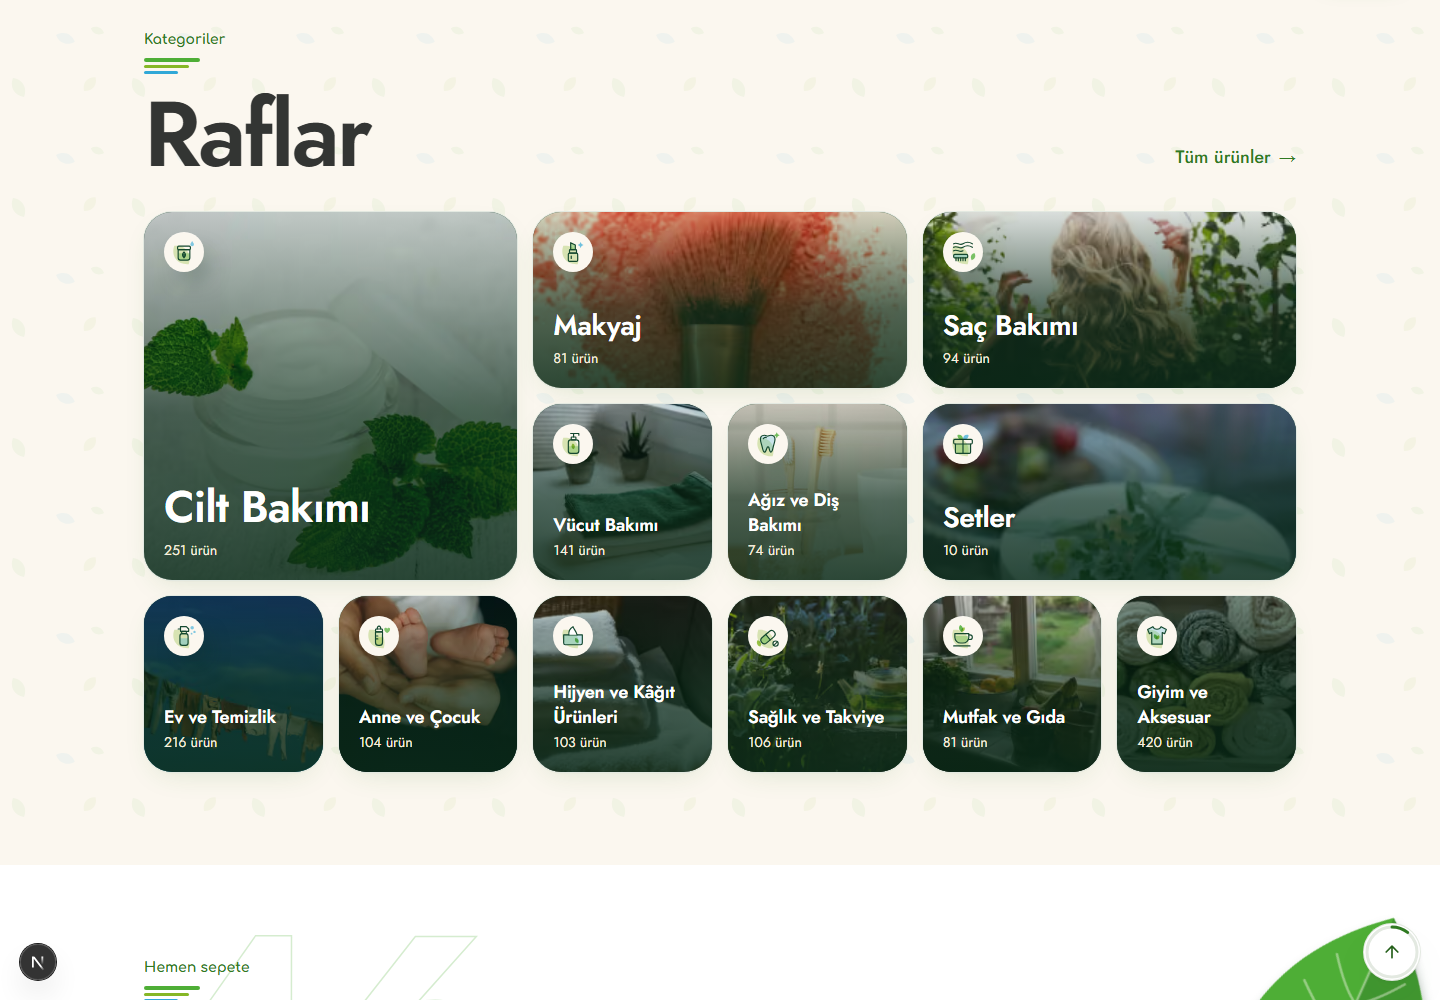 Kategoriler
Raflar
Tüm ürünler →
Cilt Bakımı
251 ürün
Makyaj
81 ürün
Saç Bakımı
94 ürün
Vücut Bakımı
141 ürün
Ağız ve Diş
Bakımı
74 ürün
Setler
10 ürün
Ev ve Temizlik
216 ürün
Anne ve Çocuk
104 ürün
Hijyen ve Kâğıt
Ürünleri
103 ürün
Sağlık ve Takviye
106 ürün
Mutfak ve Gıda
81 ürün
Giyim ve
Aksesuar
420 ürün
Hemen sepete
N